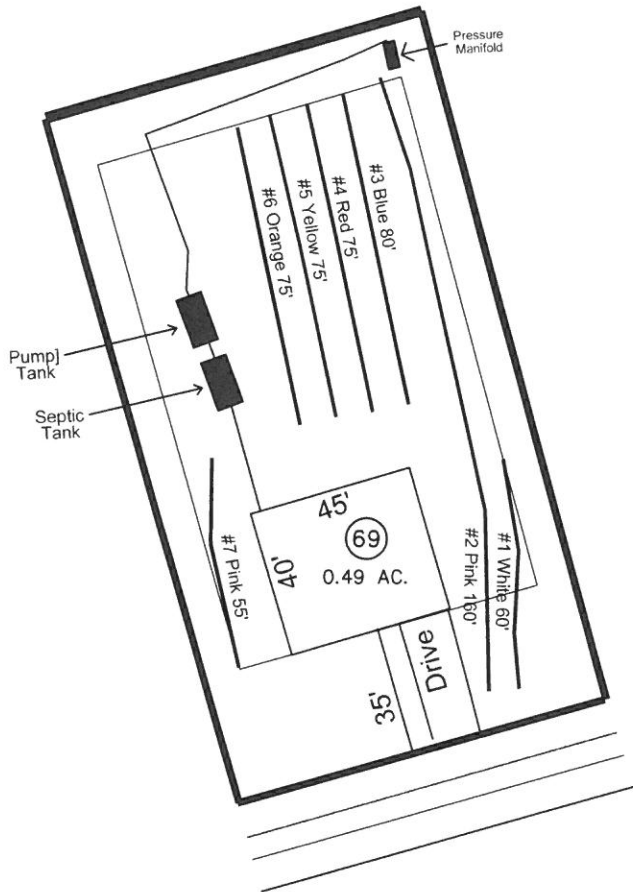 Pressure
Manifold
#3 Blue 80'
#4 Red 75'
#5 Yellow 75'
#6 Orange 75'
Pump]
Tank
Septic
Tank
45'
69
40'
0.49 AC.
#7 Pink 55'
#2 Pink 160'
#1 White 60'
Drive
35'